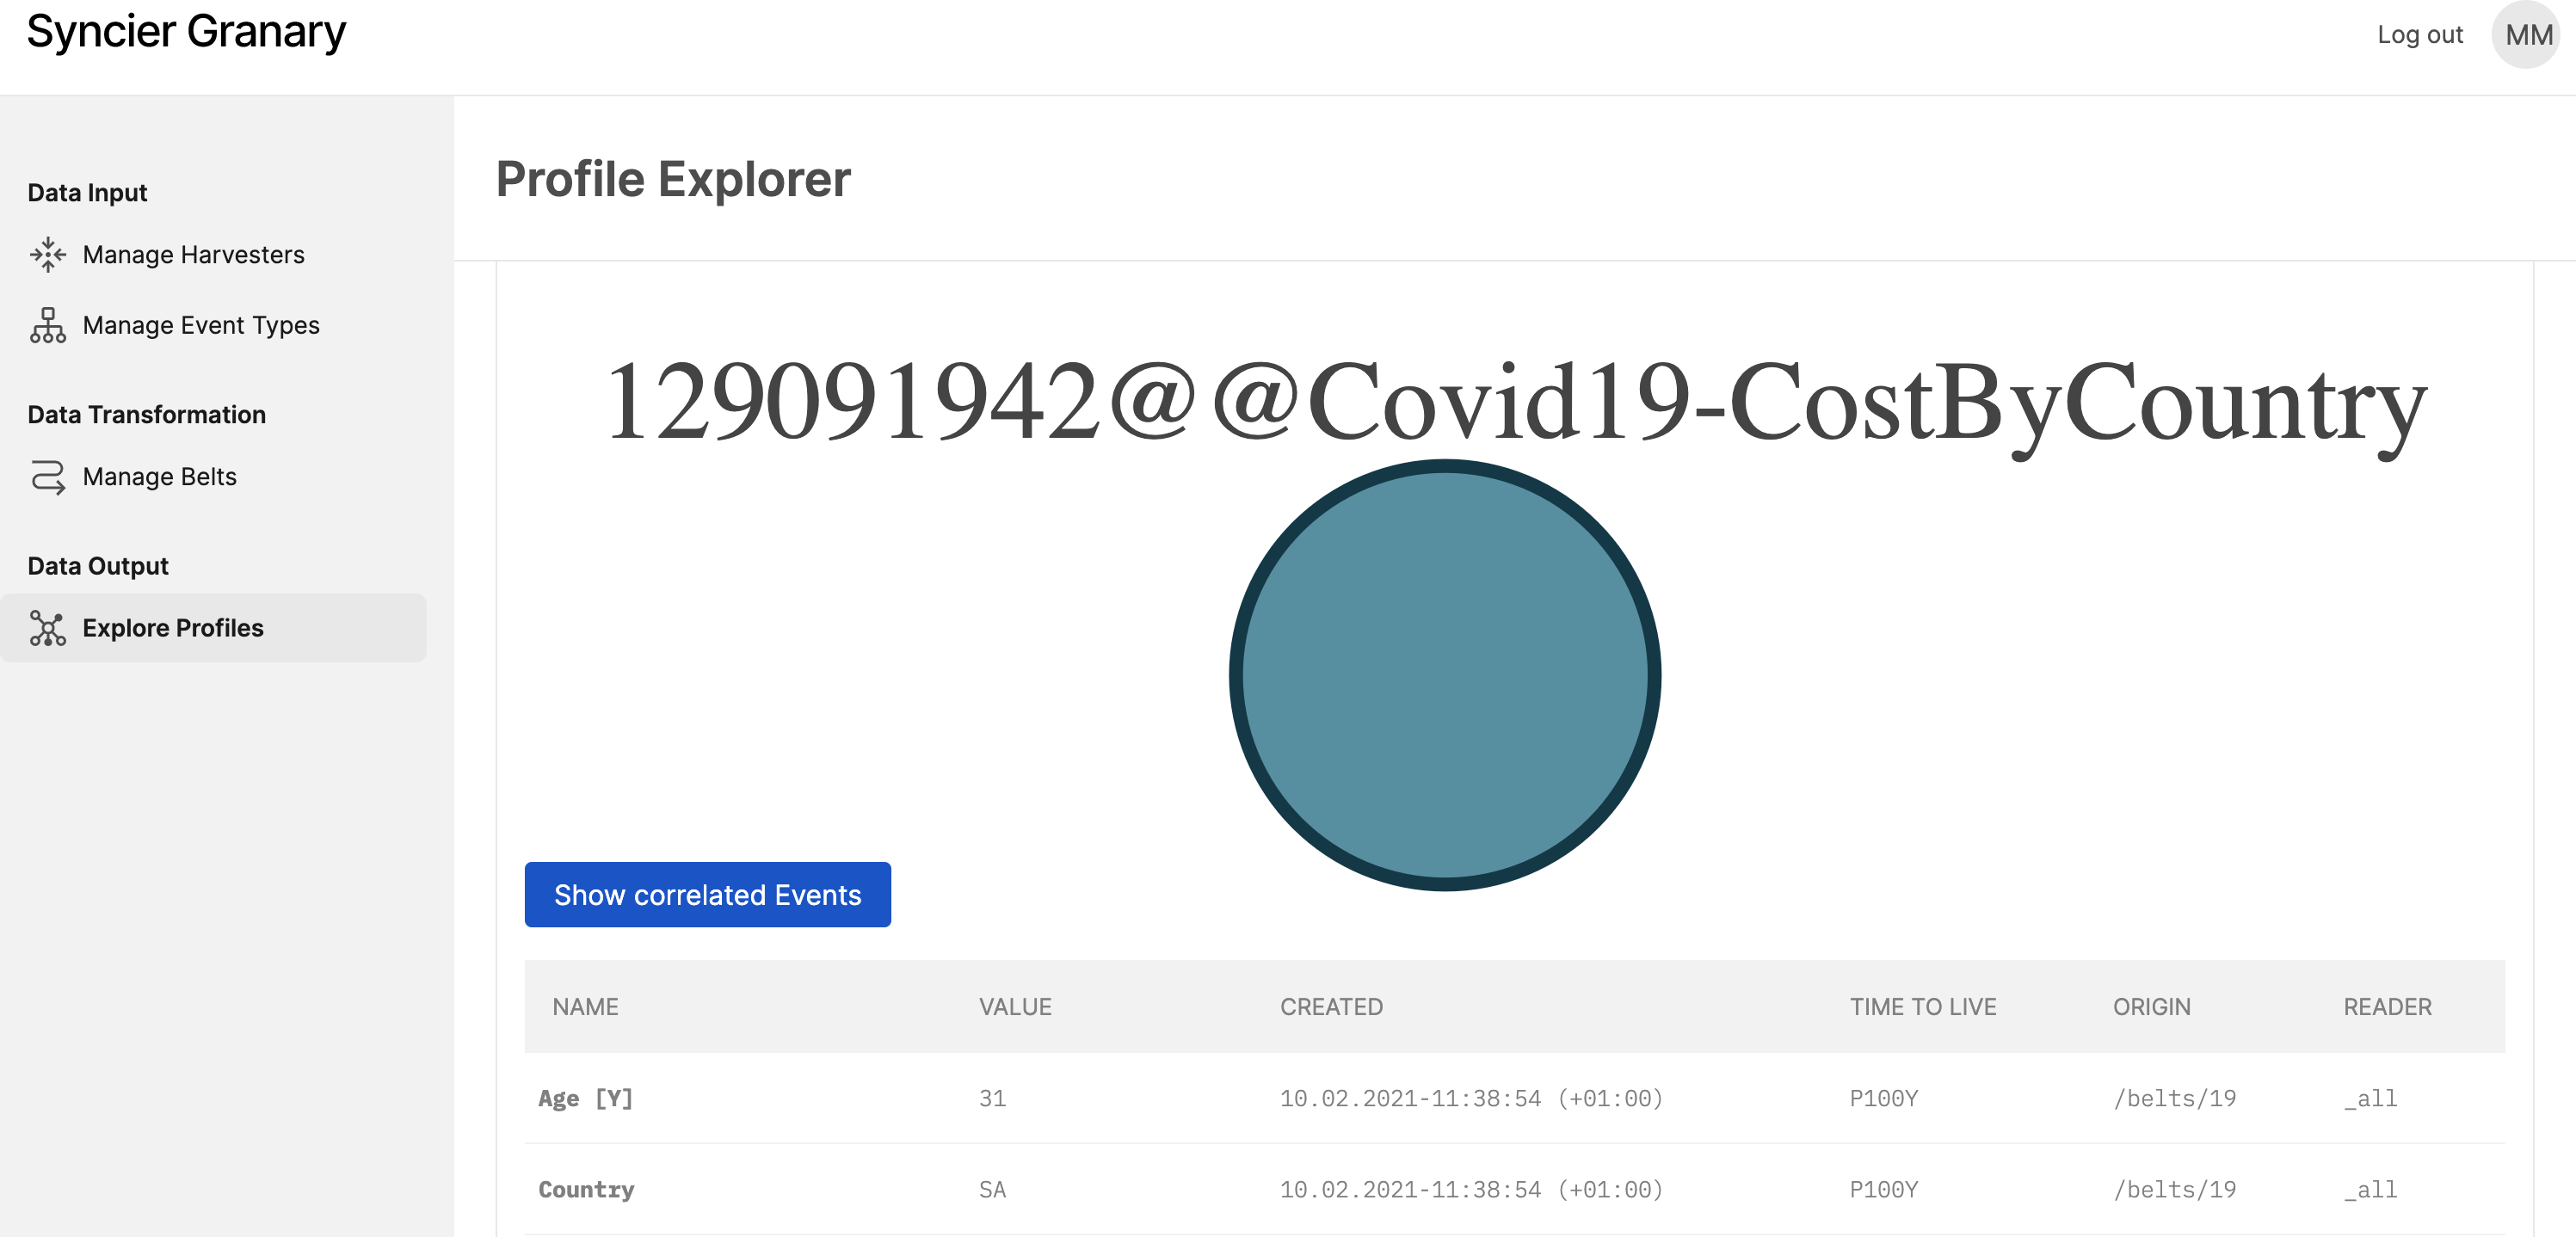 Syncier Granary
Log out MM
Data Input
Manage Harvesters
Manage Event Types
Data Transformation
Manage Belts
Data Output
Explore Profiles
Profile Explorer
129091942@@Covid19-CostByCountry
Show correlated Events
NAME VALUE CREATED TIME TO LIVE ORIGIN READER
Age [Y] 31 10.02.2021-11:38:54 (+01:00) P100Y /belts/19 _all
Country SA 10.02.2021-11:38:54 (+01:00) P100Y /belts/19 _all